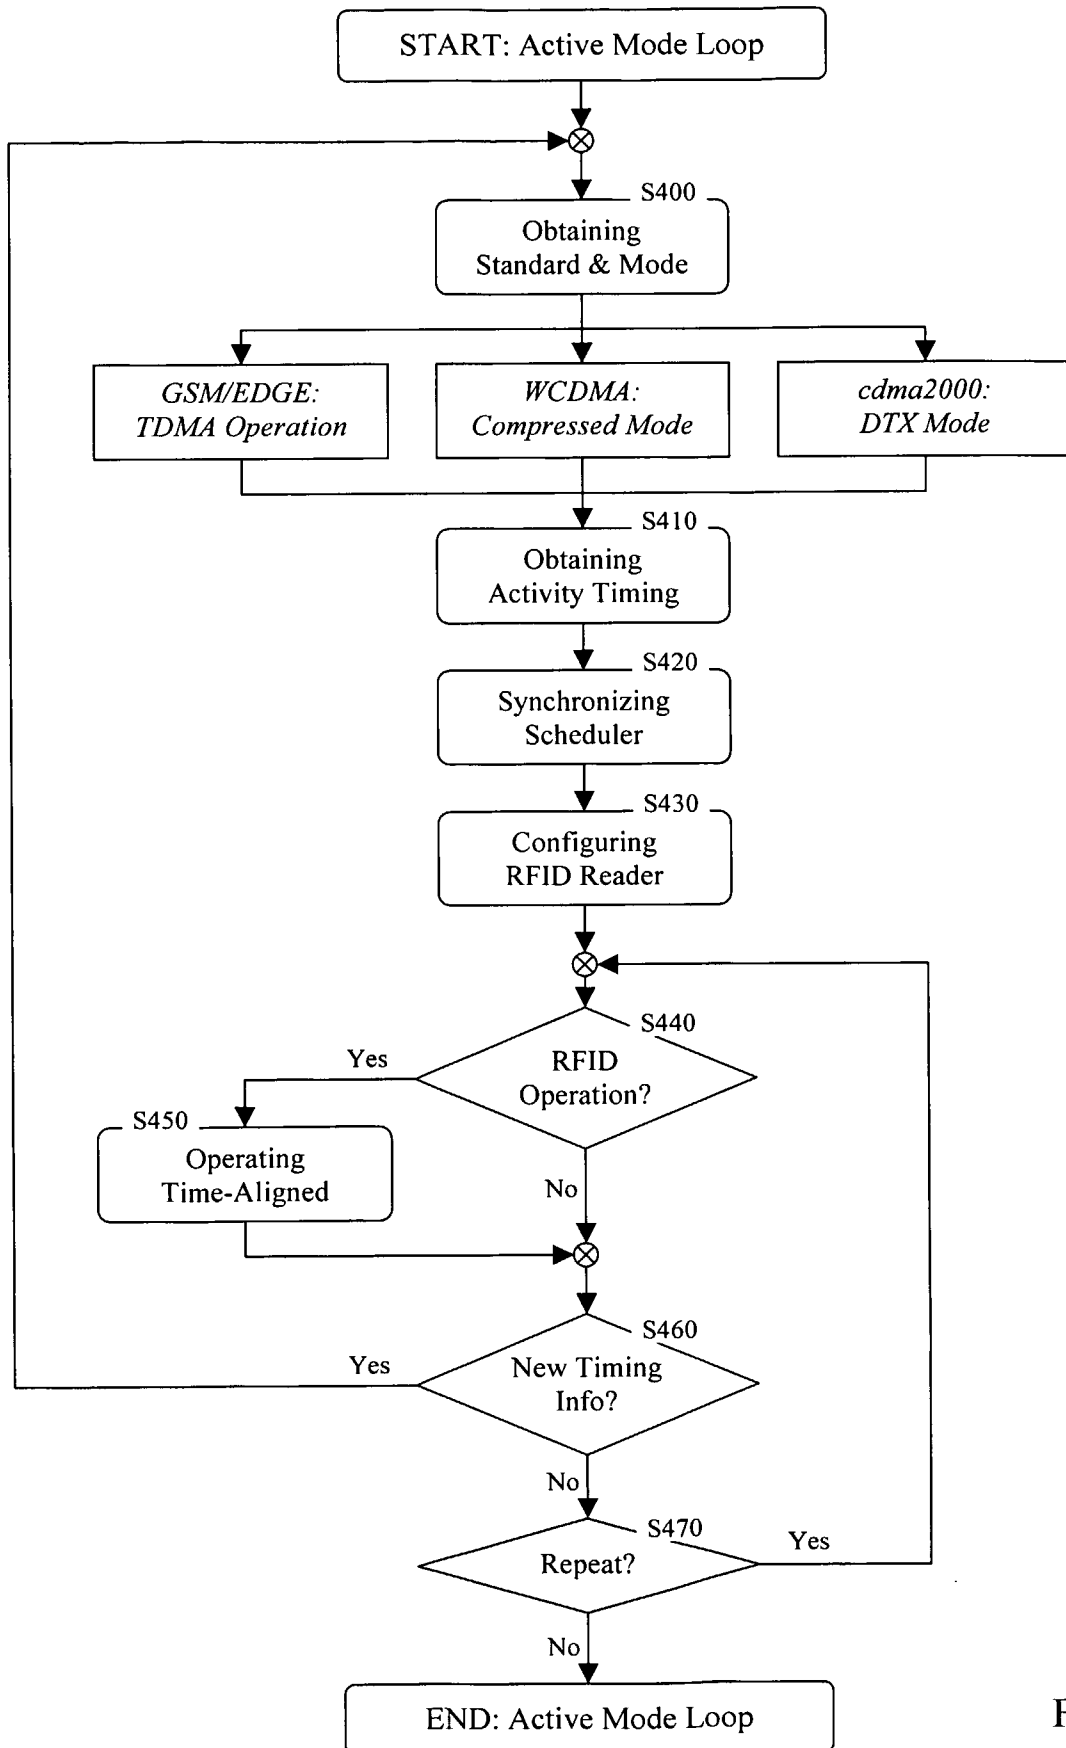 START: Active Mode Loop
S400
Obtaining
Standard & Mode
GSM/EDGE:
TDMA Operation
WCDMA:
Compressed Mode
cdma2000:
DTX Mode
S410
Obtaining
Activity Timing
S420
Synchronizing
Scheduler
S430
Configuring
RFID Reader
S440
RFID
Operation?
Yes
S450
Operating
Time-Aligned
No
S460
New Timing
Info?
Yes
No
S470
Repeat?
Yes
No
END: Active Mode Loop